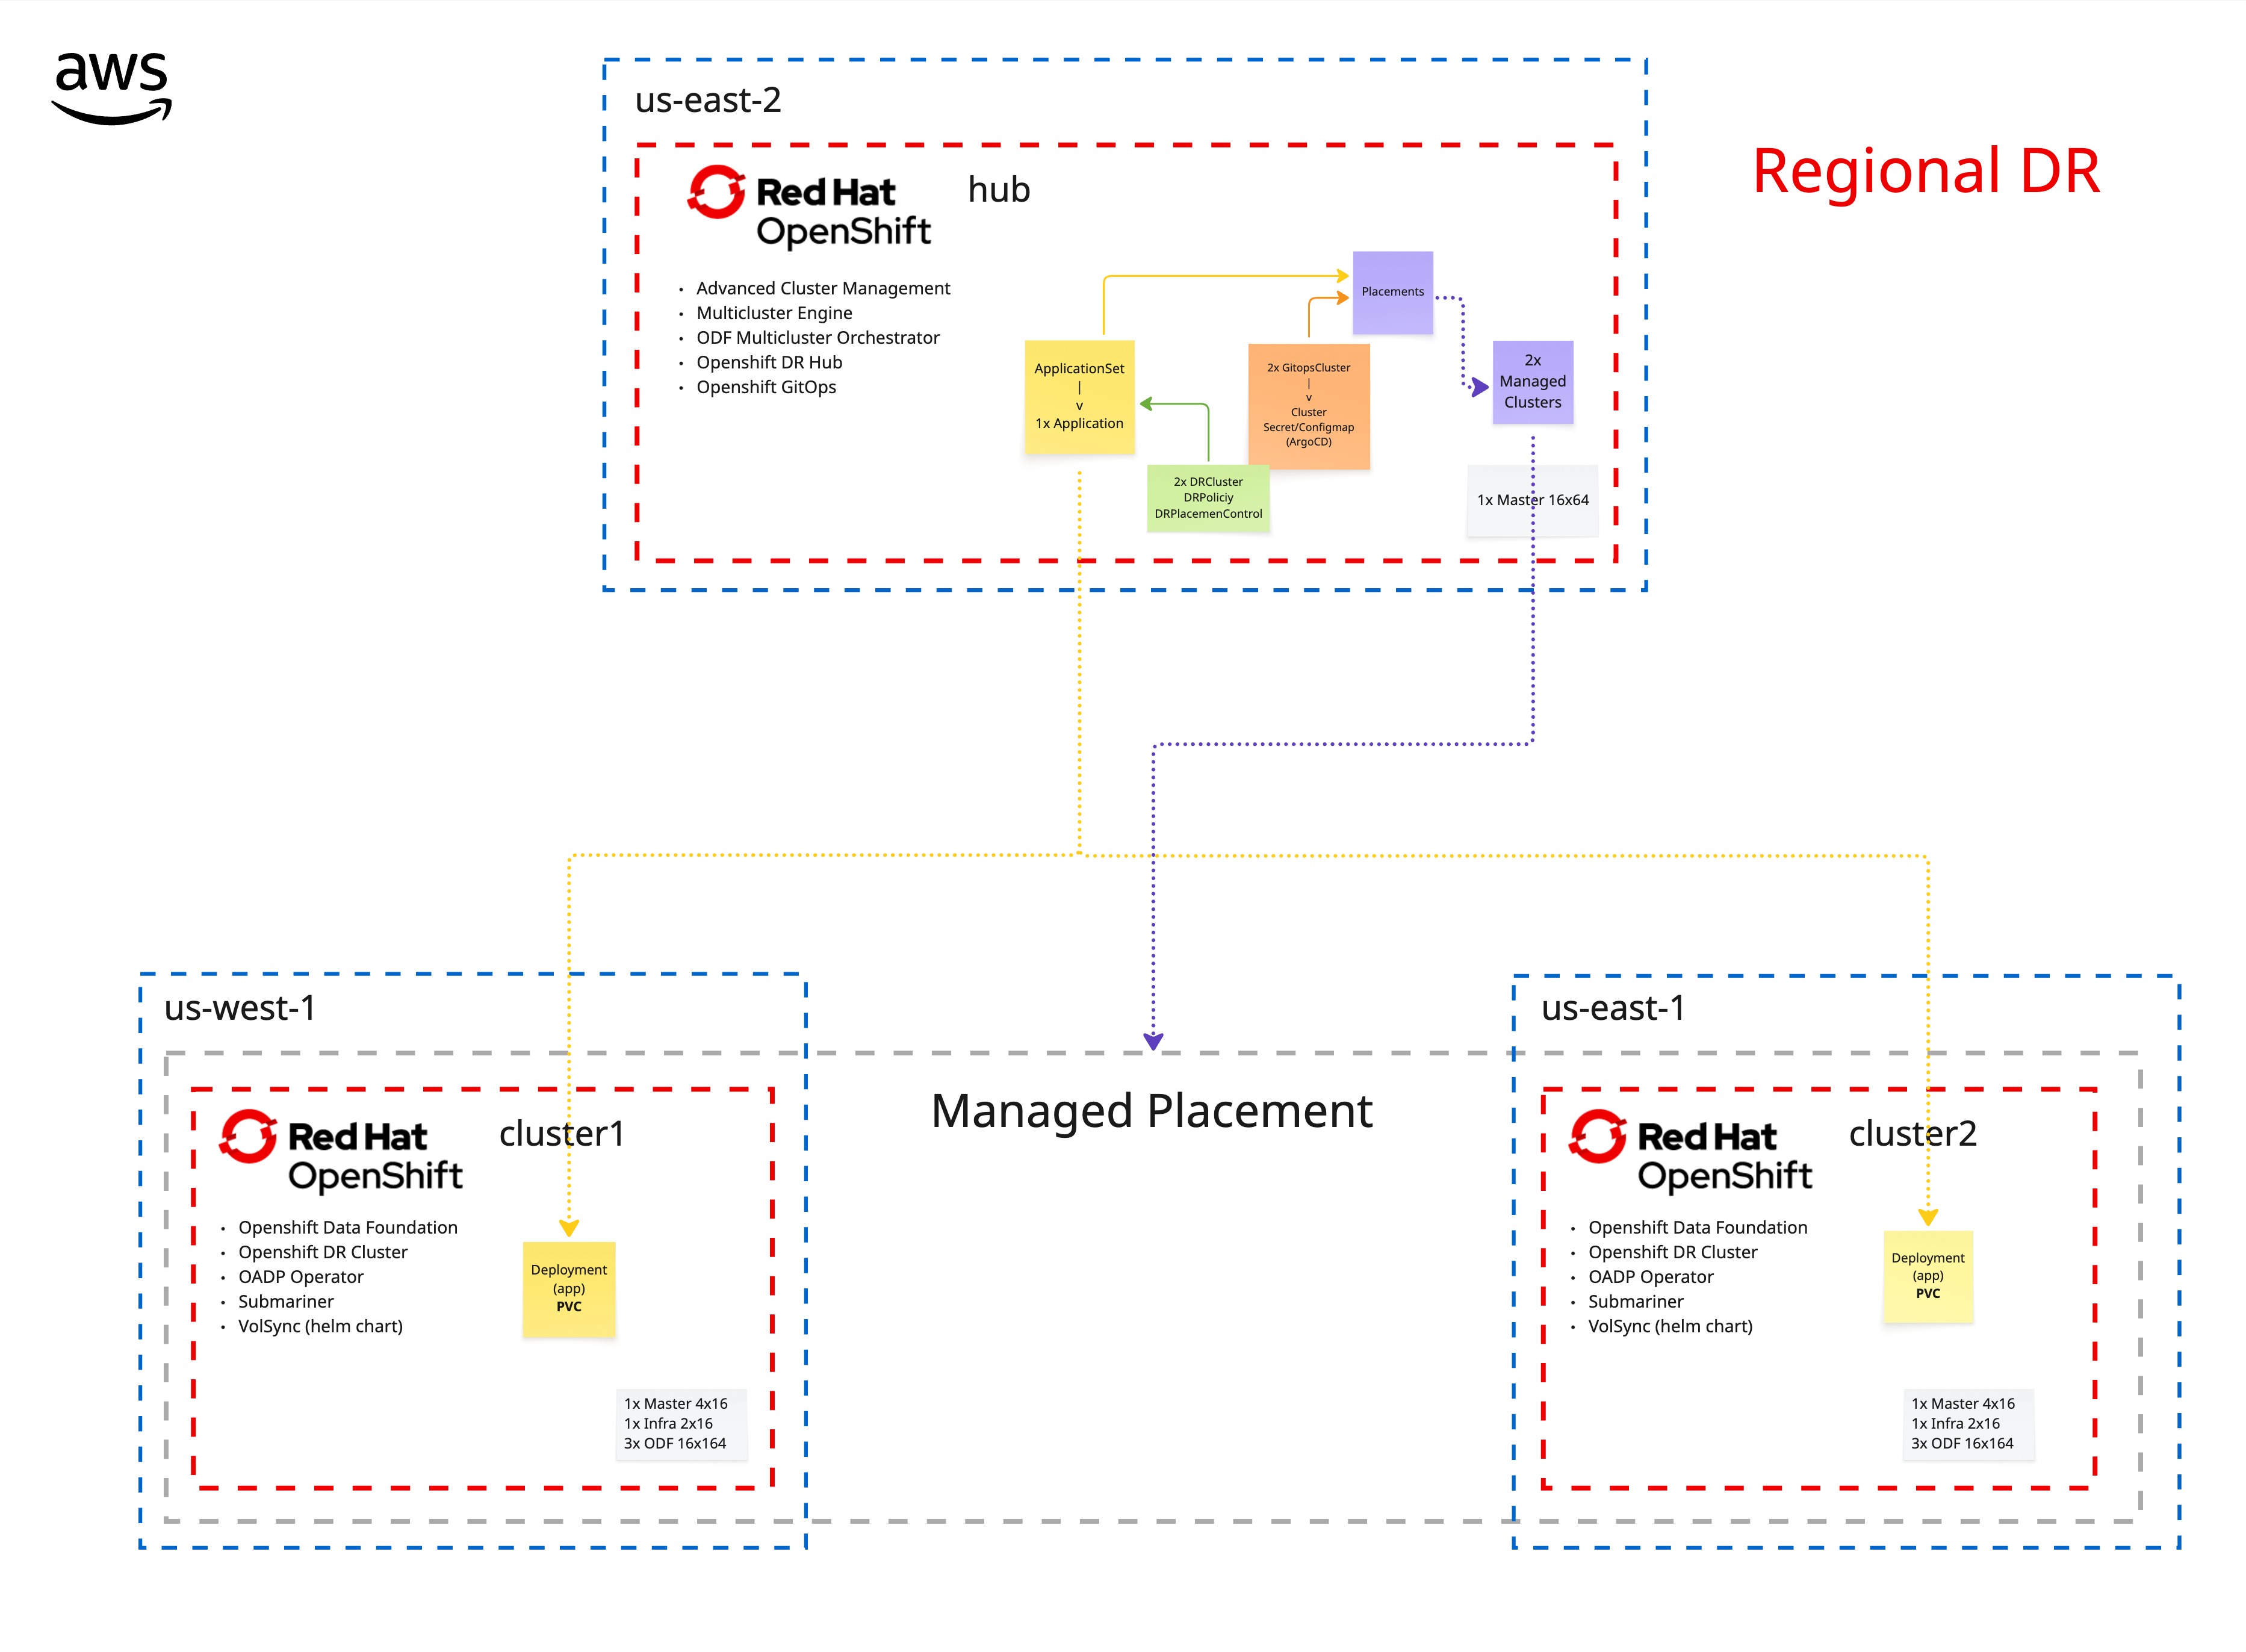 aws
us-east-2
Regional DR
Red Hat
OpenShift
hub
• Advanced Cluster Management
• Multicluster Engine
• ODF Multicluster Orchestrator
• Openshift DR Hub
• Openshift GitOps
Placements
ApplicationSet
|
v
1x Application
2x GitopsCluster
|
v
Cluster
Secret/Configmap
(ArgoCD)
2x
Managed
Clusters
2x DRCluster
DRPoliciy
DRPlacemenControl
1x Master 16x64
us-west-1
Red Hat
OpenShift
cluster1
• Openshift Data Foundation
• Openshift DR Cluster
• OADP Operator
• Submariner
• VolSync (helm chart)
Deployment
(app)
PVC
1x Master 4x16
1x Infra 2x16
3x ODF 16x164
Managed Placement
us-east-1
Red Hat
OpenShift
cluster2
• Openshift Data Foundation
• Openshift DR Cluster
• OADP Operator
• Submariner
• VolSync (helm chart)
Deployment
(app)
PVC
1x Master 4x16
1x Infra 2x16
3x ODF 16x164